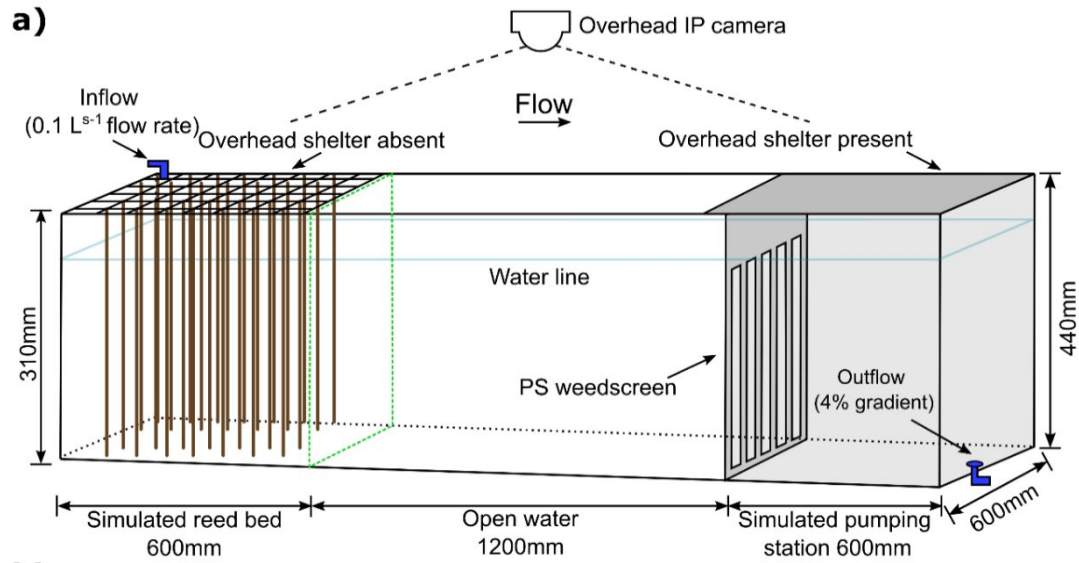 a)
Overhead IP camera
Inflow
(0.1 L^s-1 flow rate)
Flow
Overhead shelter absent
Overhead shelter present
Water line
310mm
440mm
PS weedscreen
Outflow
(4% gradient)
600mm
Simulated reed bed
600mm
Open water
1200mm
Simulated pumping
station 600mm